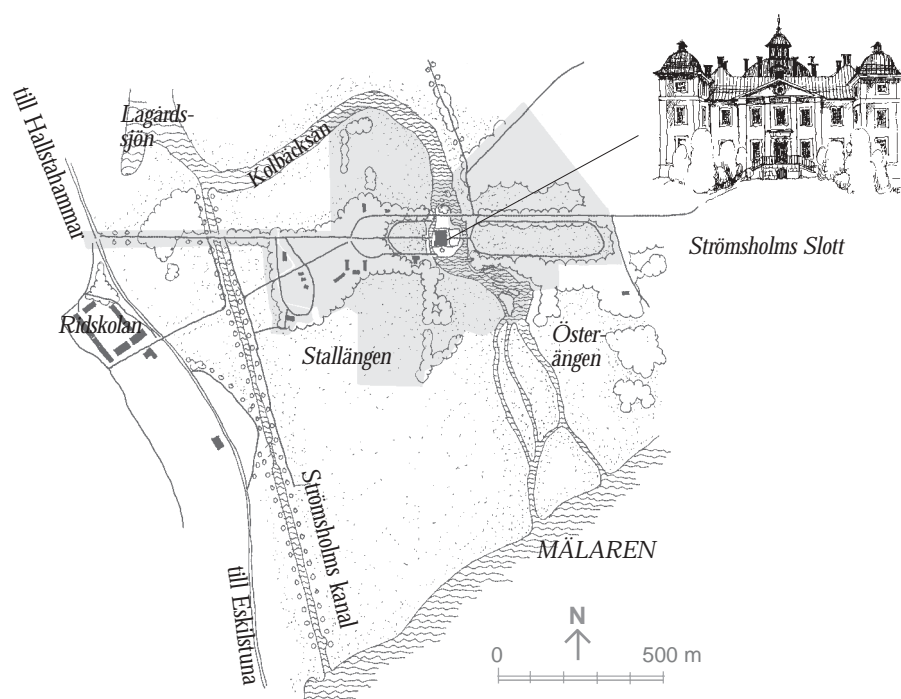 till Hallstahammar
Lagårds-
sjön
Kolbäcksån
Strömsholms Slott
Ridskolan
Stallängen
Öster-
ängen
Strömsholms kanal
MÄLAREN
till Eskilstuna
N
0 500 m